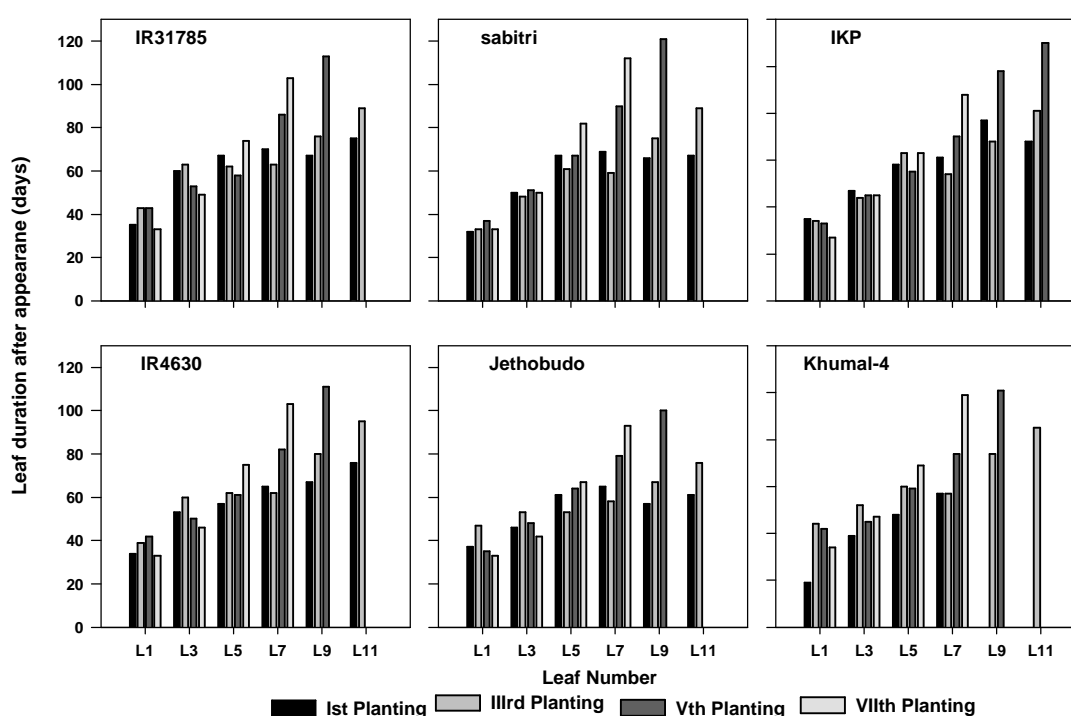 IR31785
sabitri
IKP
120
100
80
60
40
20
0
IR4630
Jethobudo
Khumal-4
120
100
80
60
40
20
0
Leaf duration after appearane (days)
L1 L3 L5 L7 L9 L11
L1 L3 L5 L7 L9 L11
L1 L3 L5 L7 L9 L11
Leaf Number
Ist Planting IIIrd Planting Vth Planting VIIth Planting